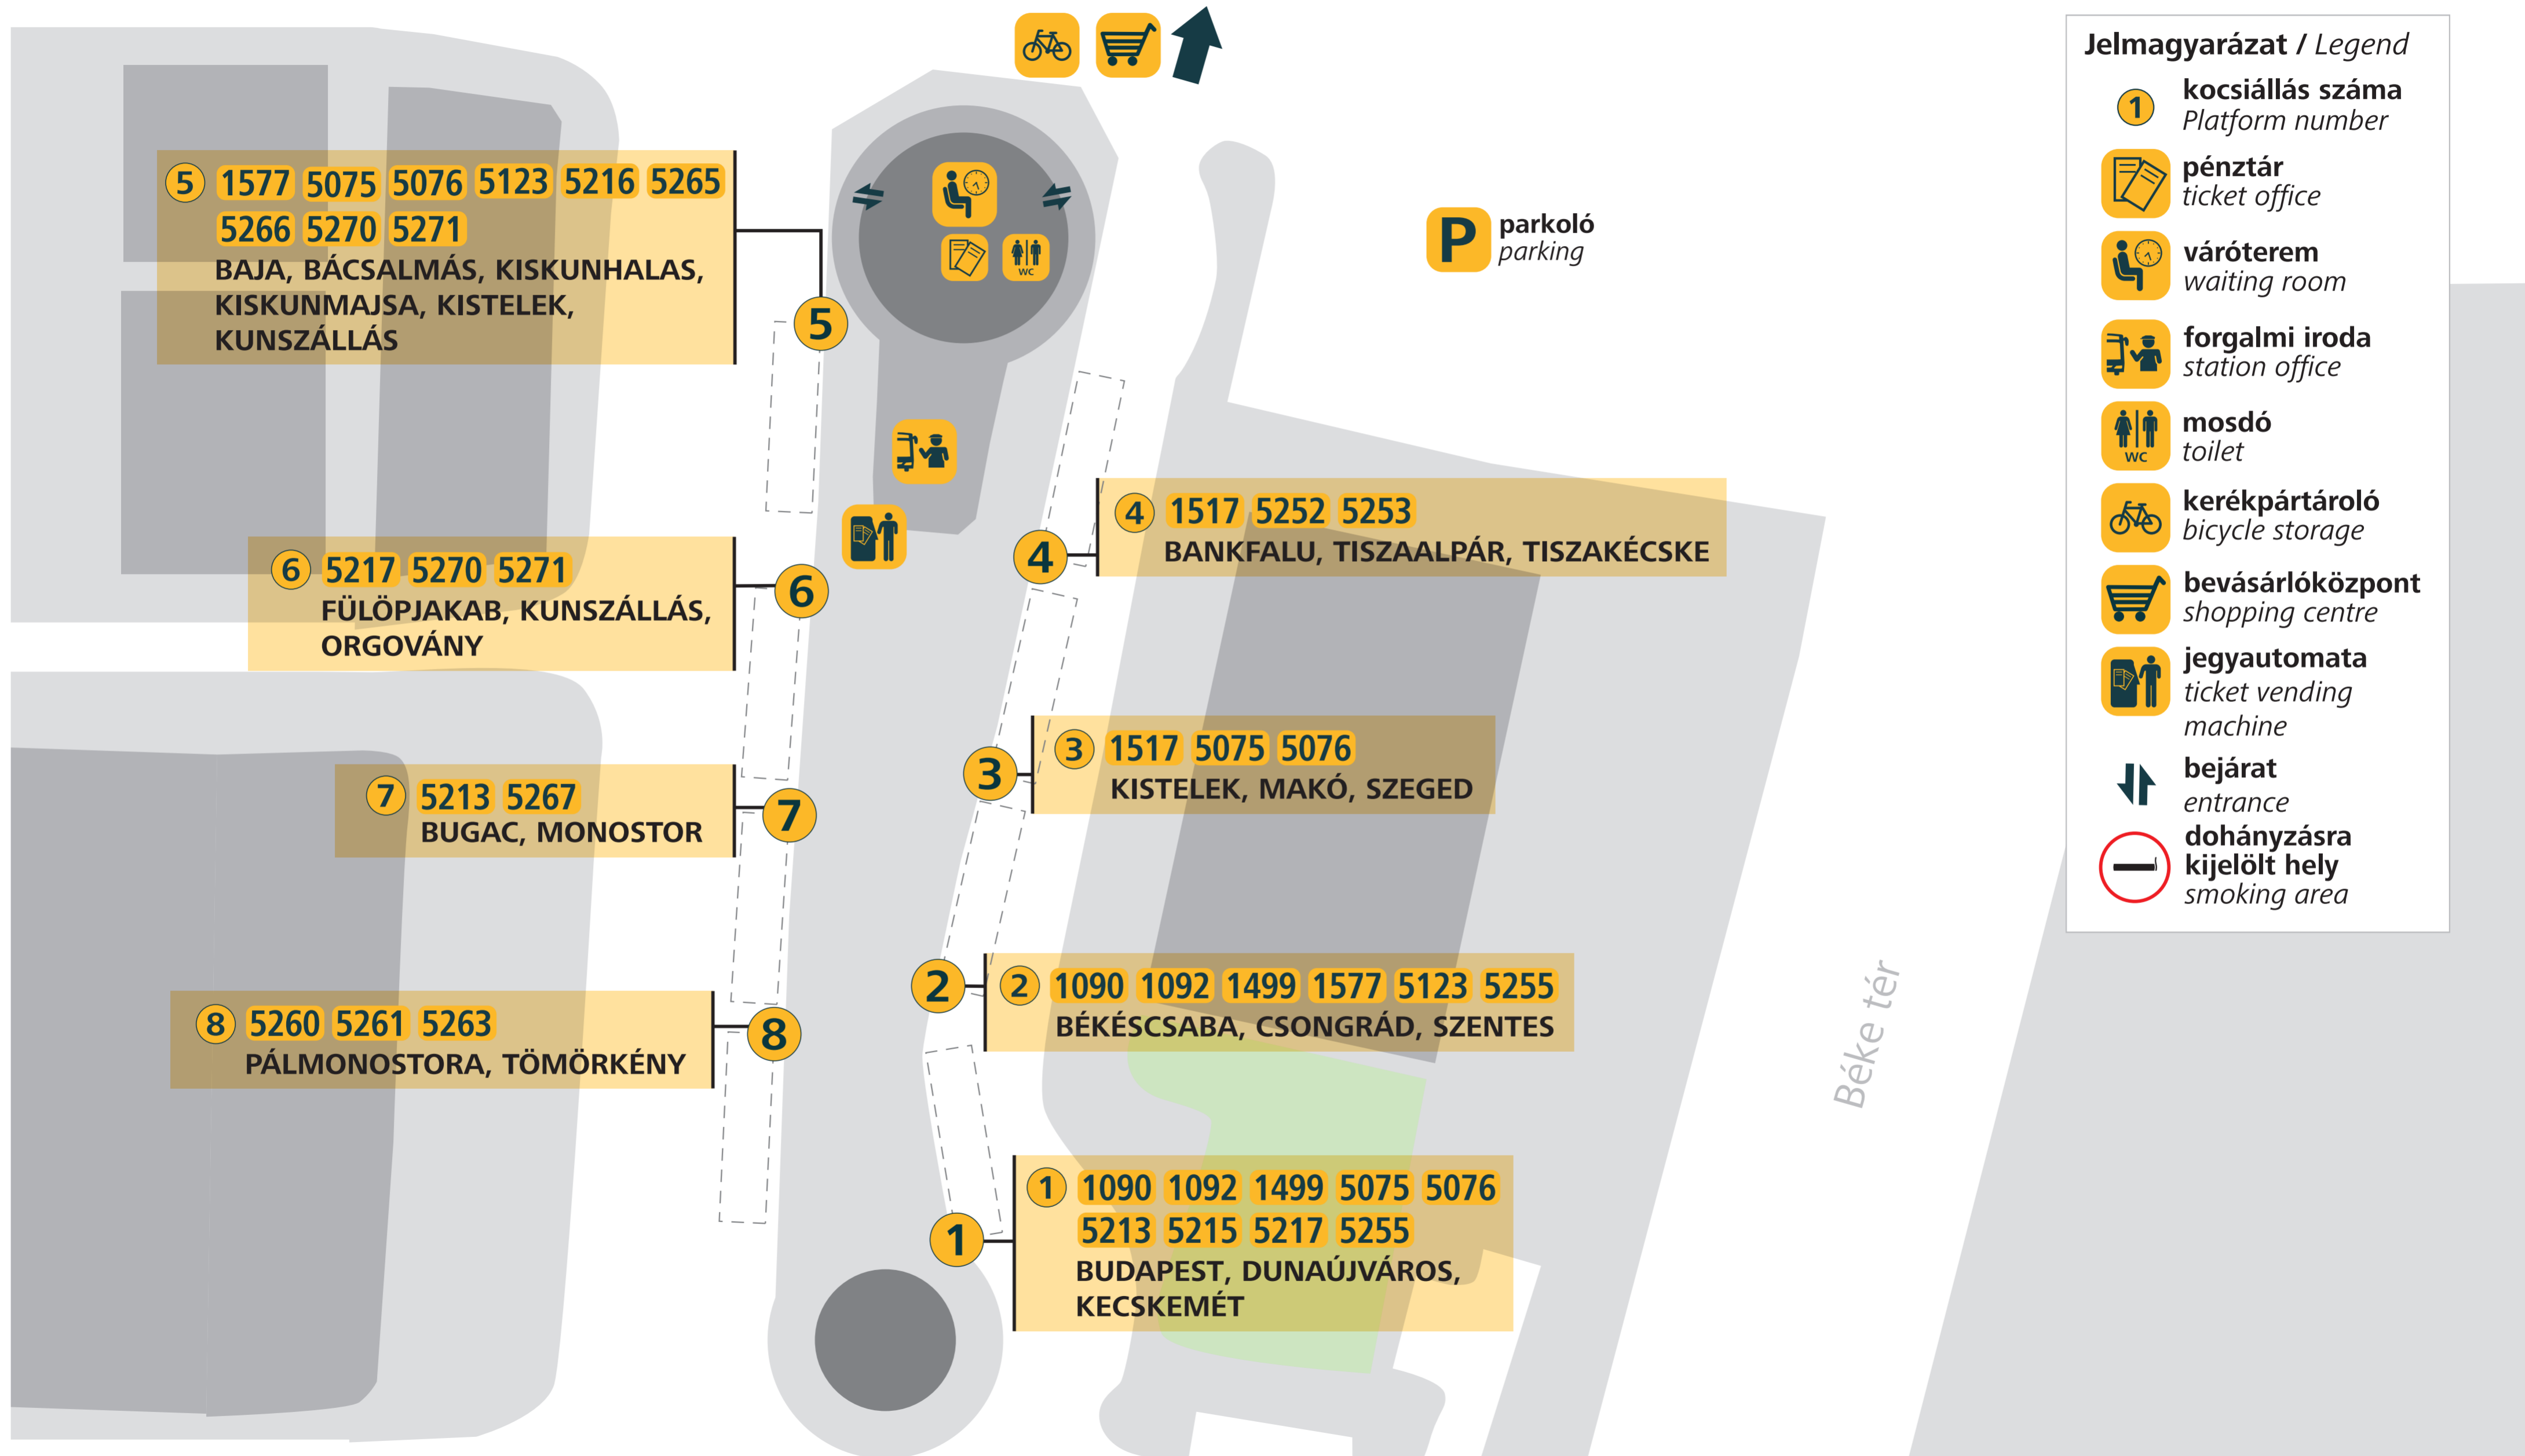 5 1577 5075 5076 5123 5216 5265
5266 5270 5271
BAJA, BÁCSALMÁS, KISKUNHALAS,
KISKUNMAJSA, KISTELEK,
KUNSZÁLLÁS
5
WC
P parkoló
parking
4 1517 5252 5253
BANKFALU, TISZAALPÁR, TISZAKÉCSKE
4
6 5217 5270 5271
FÜLÖPJAKAB, KUNSZÁLLÁS,
ORGOVÁNY
6
3 1517 5075 5076
KISTELEK, MAKÓ, SZEGED
3
7 5213 5267
BUGAC, MONOSTOR
7
2 1090 1092 1499 1577 5123 5255
BÉKÉSCSABA, CSONGRÁD, SZENTES
2
8 5260 5261 5263
PÁLMONOSTORA, TÖMÖRKÉNY
8
1 1090 1092 1499 5075 5076
5213 5215 5217 5255
BUDAPEST, DUNAÚJVÁROS,
KECSKEMÉT
1
Béke tér
Jelmagyarázat / Legend
1 kocsiállás száma
Platform number
pénztár
ticket office
váróterem
waiting room
forgalmi iroda
station office
mosdó
toilet
WC
kerékpártároló
bicycle storage
bevásárlóközpont
shopping centre
jegyautomata
ticket vending
machine
bejárat
entrance
dohányzásra
kijelölt hely
smoking area